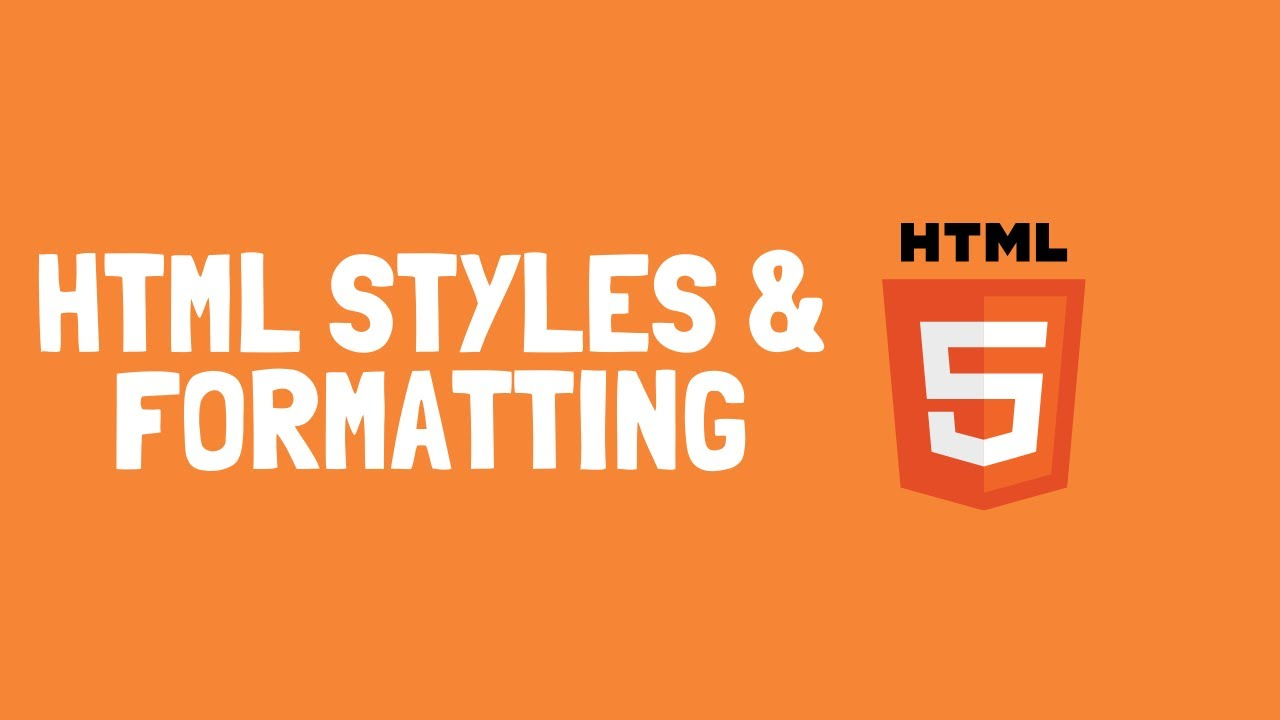 HTML STYLES &
FORMATTING
HTML
5